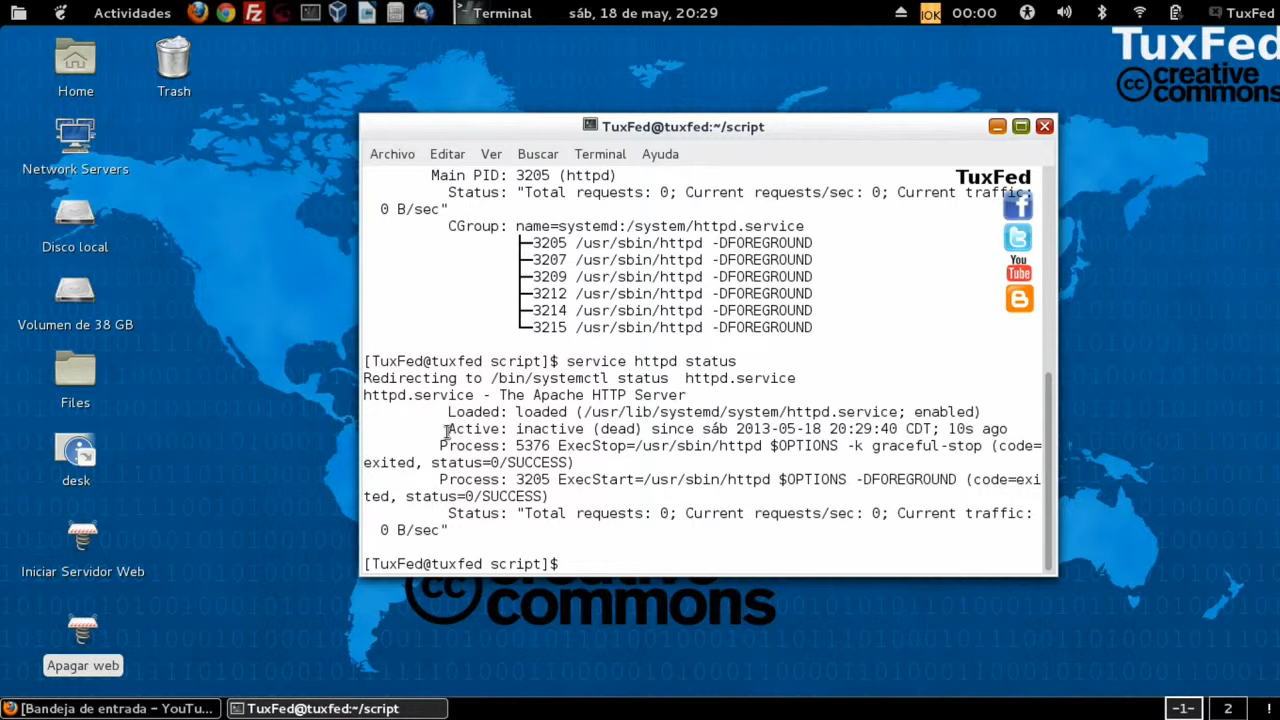 Actividades
Terminal
sáb, 18 de may, 20:29
IOK
00:00
TuxFed
TuxFed
cc creative
commons
Home
Trash
Network Servers
Disco local
Volumen de 38 GB
Files
desk
Iniciar Servidor Web
Apagar web
TuxFed@tuxfed:~/script
Archivo Editar Ver Buscar Terminal Ayuda
Main PID: 3205 (httpd)
Status: "Total requests: 0; Current requests/sec: 0; Current traffic:
0 B/sec"
CGroup: name=systemd:/system/httpd.service
├─3205 /usr/sbin/httpd -DFOREGROUND
├─3207 /usr/sbin/httpd -DFOREGROUND
├─3209 /usr/sbin/httpd -DFOREGROUND
├─3212 /usr/sbin/httpd -DFOREGROUND
├─3214 /usr/sbin/httpd -DFOREGROUND
└─3215 /usr/sbin/httpd -DFOREGROUND
TuxFed
f
t
You
Tube
B
[TuxFed@tuxfed script]$ service httpd status
Redirecting to /bin/systemctl status  httpd.service
httpd.service - The Apache HTTP Server
Loaded: loaded (/usr/lib/systemd/system/httpd.service; enabled)
Active: inactive (dead) since sáb 2013-05-18 20:29:40 CDT; 10s ago
Process: 5376 ExecStop=/usr/sbin/httpd $OPTIONS -k graceful-stop (code=
exited, status=0/SUCCESS)
Process: 3205 ExecStart=/usr/sbin/httpd $OPTIONS -DFOREGROUND (code=exi
ted, status=0/SUCCESS)
Status: "Total requests: 0; Current requests/sec: 0; Current traffic:
0 B/sec"
[TuxFed@tuxfed script]$
cc commons
[Bandeja de entrada – YouTu...
TuxFed@tuxfed:~/script
-1-
2
!